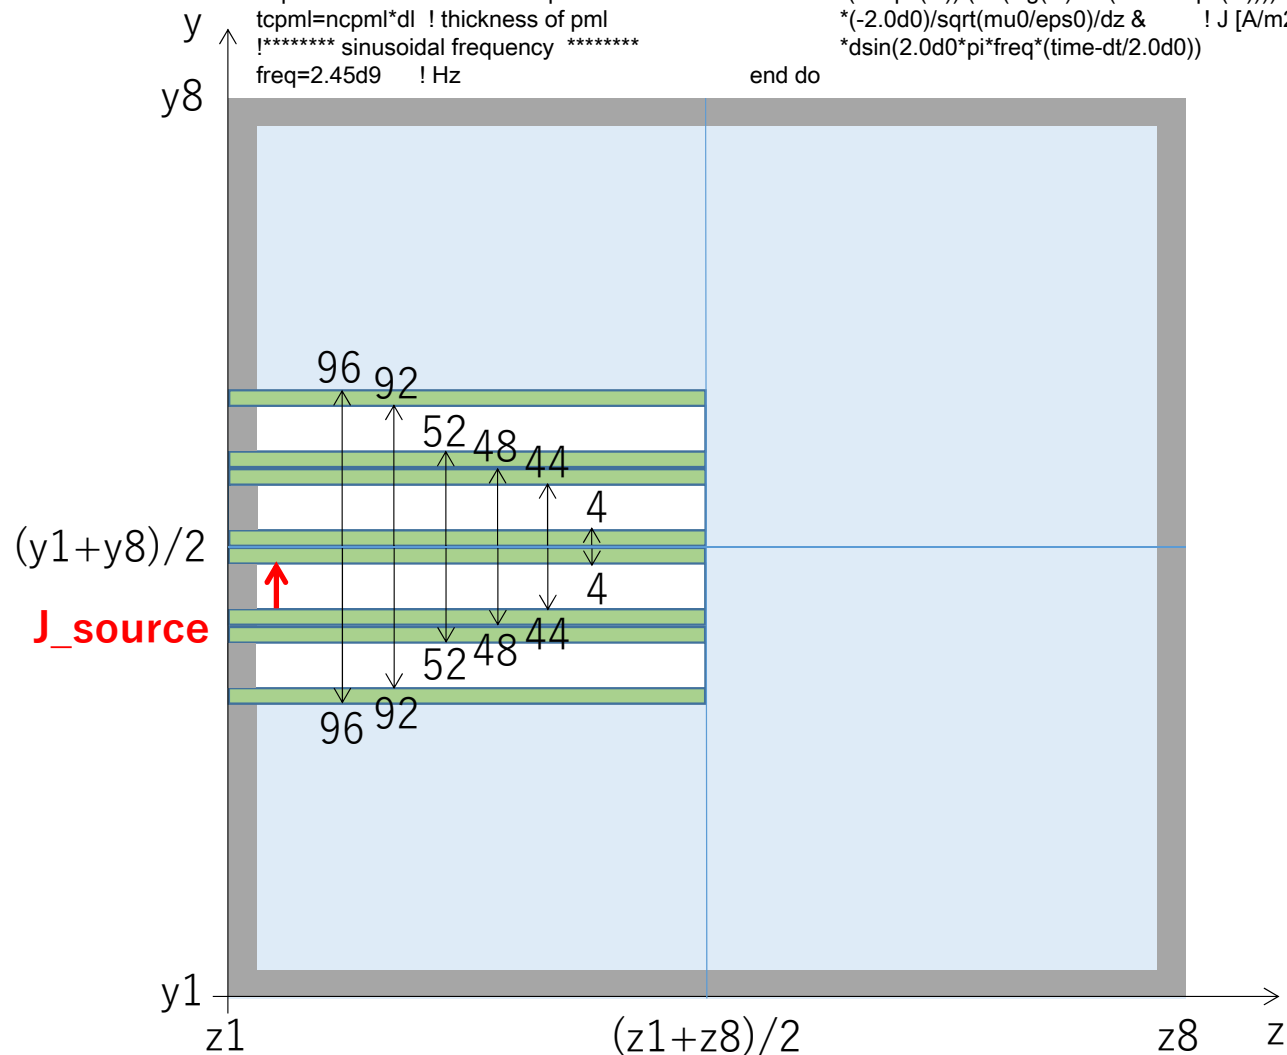 tcpml=ncpml*dl ! thickness of pml
*(-2.0d0)/sqrt(mu0/eps0)/dz & ! J [A/m2
!******** sinusoidal frequency ********
*dsin(2.0d0*pi*freq*(time-dt/2.0d0))
freq=2.45d9 ! Hz
end do
y
y8
96
92
52
48
44
4
(y1+y8)/2
4
J_source
44
48
52
92
96
y1
z1
(z1+z8)/2
z8
z